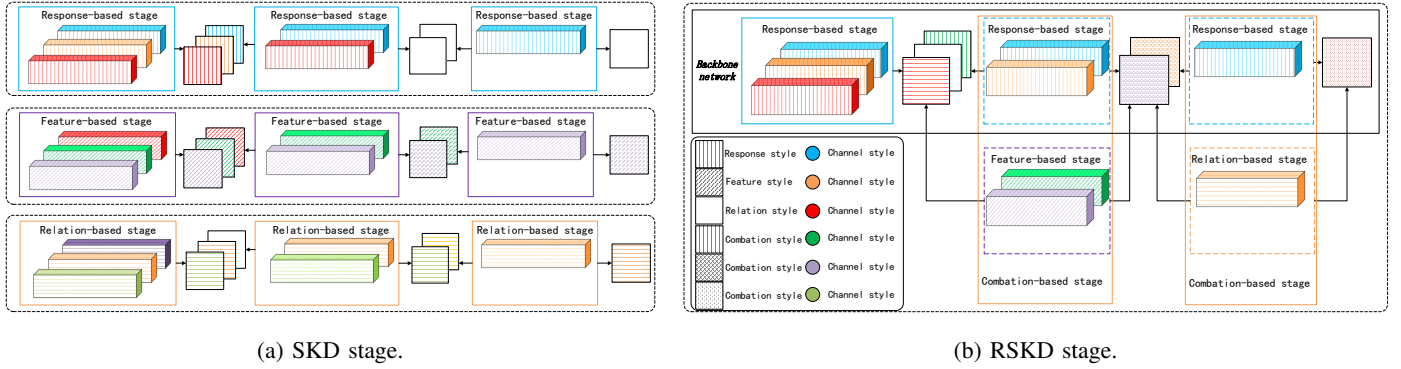 Response-based stage Response-based stage Response-based stage
Feature-based stage Feature-based stage Feature-based stage
Relation-based stage Relation-based stage Relation-based stage
(a) SKD stage.
Response-based stage Response-based stage Response-based stage
Backbone
network
Feature-based stage Relation-based stage
Combation-based stage Combation-based stage
Response style Channel style
Feature style Channel style
Relation style Channel style
Combation style Channel style
Combation style Channel style
Combation style Channel style
(b) RSKD stage.